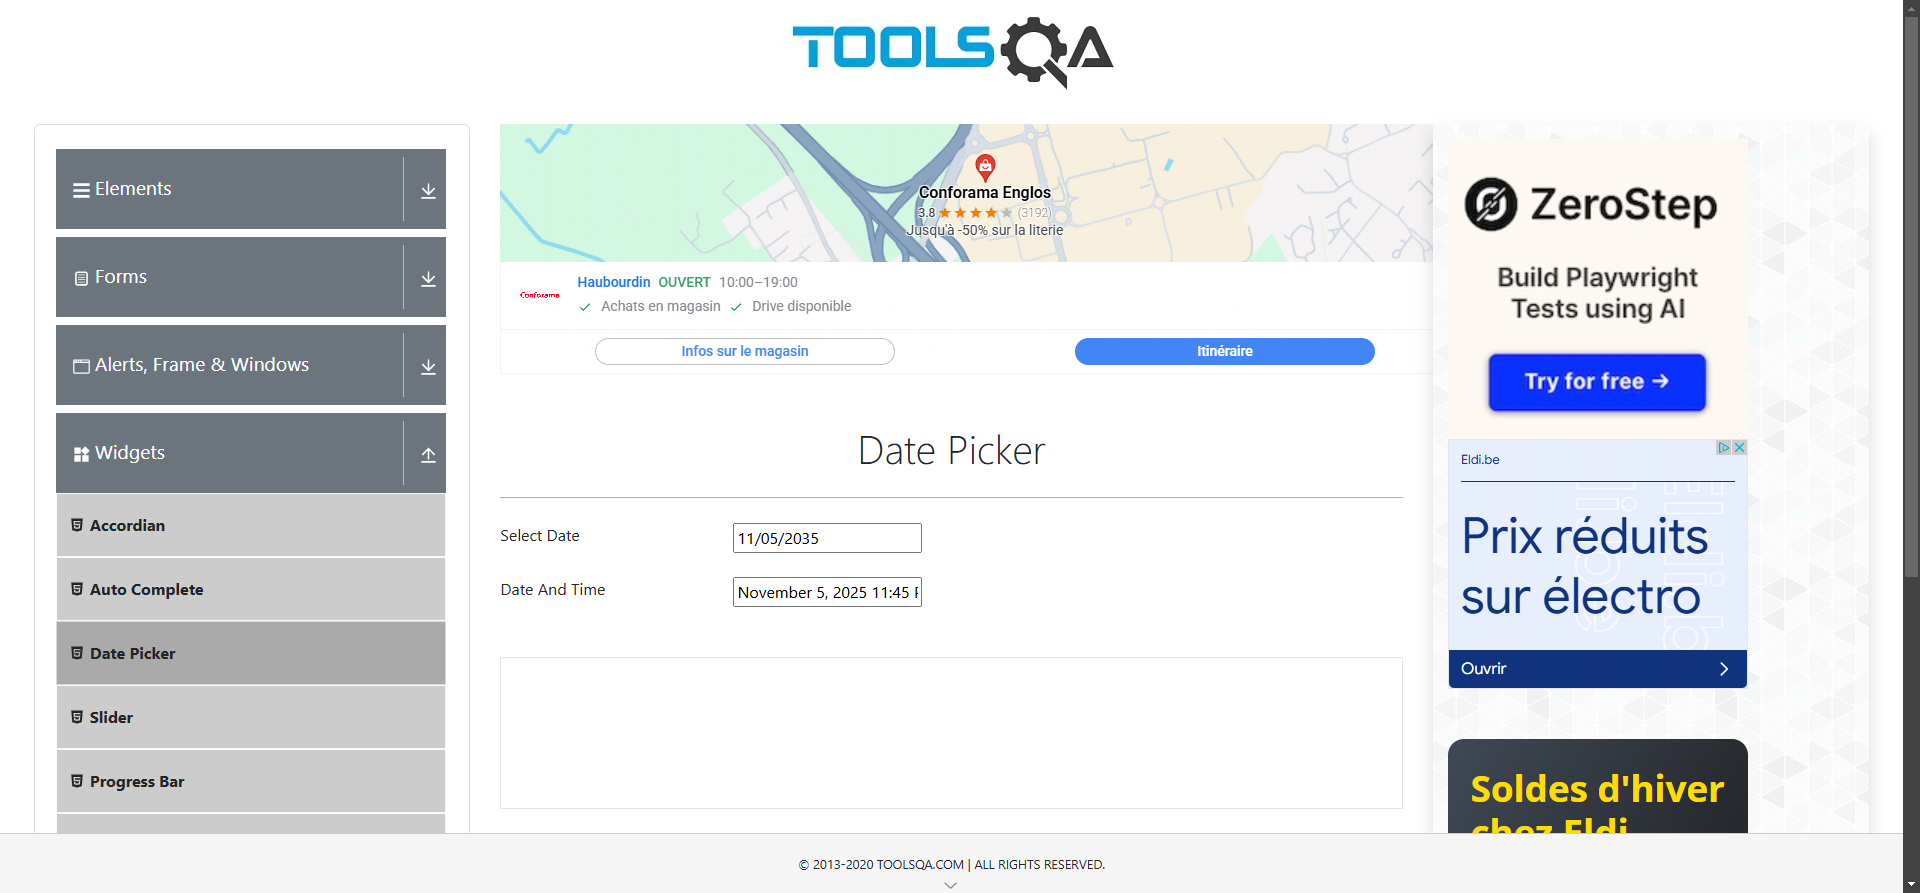 TOOLSQA
Elements
Forms
Alerts, Frame & Windows
Widgets
Accordian
Auto Complete
Date Picker
Slider
Progress Bar
Conforama Englos
3.8 (3192)
Jusqu'à -50% sur la literie
Conforama
Haubourdin OUVERT 10:00–19:00
Achats en magasin Drive disponible
Infos sur le magasin
Itinéraire
Date Picker
Select Date
11/05/2035
Date And Time
November 5, 2025 11:45
ZeroStep
Build Playwright
Tests using AI
Try for free →
Eldi.be
Prix réduits
sur électro
Ouvrir
Soldes d'hiver
chez Eldi
© 2013-2020 TOOLSQA.COM | ALL RIGHTS RESERVED.